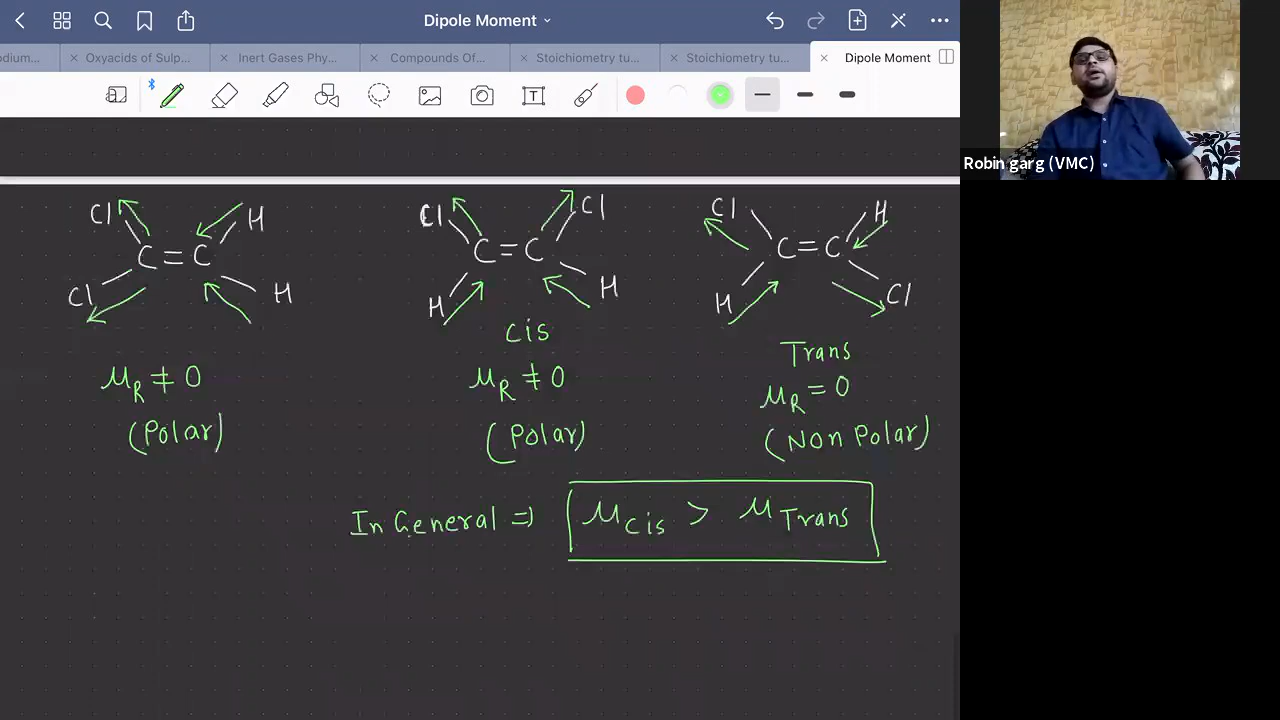 Dipole Moment
odium...
Oxyacids of Sulp...
Inert Gases Phy...
Compounds Of...
Stoichiometry tu...
Stoichiometry tu...
Dipole Moment
T
Robin garg (VMC)
Cl H
C = C
Cl H
μR ≠ 0
(Polar)
Cl Cl
C = C
H H
Cis
μR ≠ 0
(Polar)
Cl H
C = C
H Cl
Trans
μR = 0
(Non Polar)
In General ⇒ μCis > μTrans